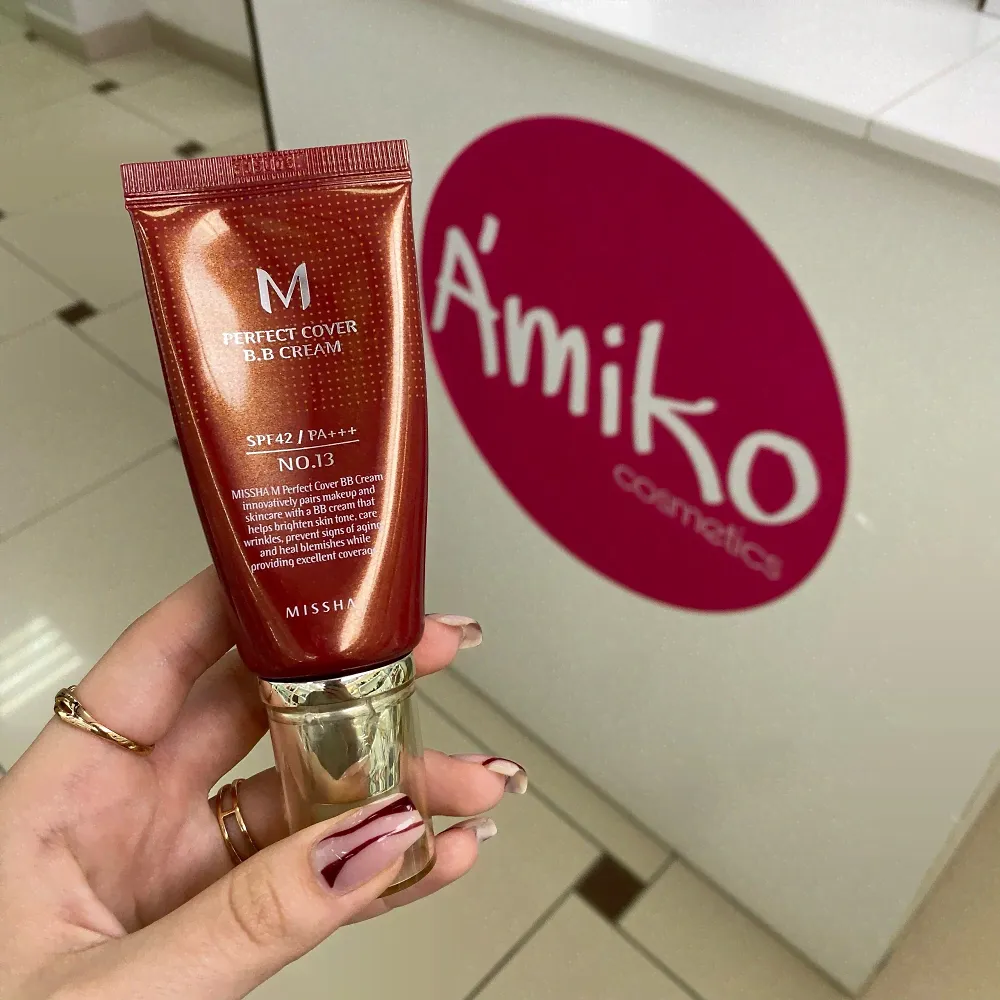 M
PERFECT COVER
B.B CREAM
SPF42 / PA+++
NO.13
MISSHA M Perfect Cover BB Cream
innovatively pairs makeup and
skincare with a BB cream that
helps brighten skin tone, care
wrinkles, prevent signs of aging
and heal blemishes while
providing excellent coverage
MISSHA
A'miko
cosmetics